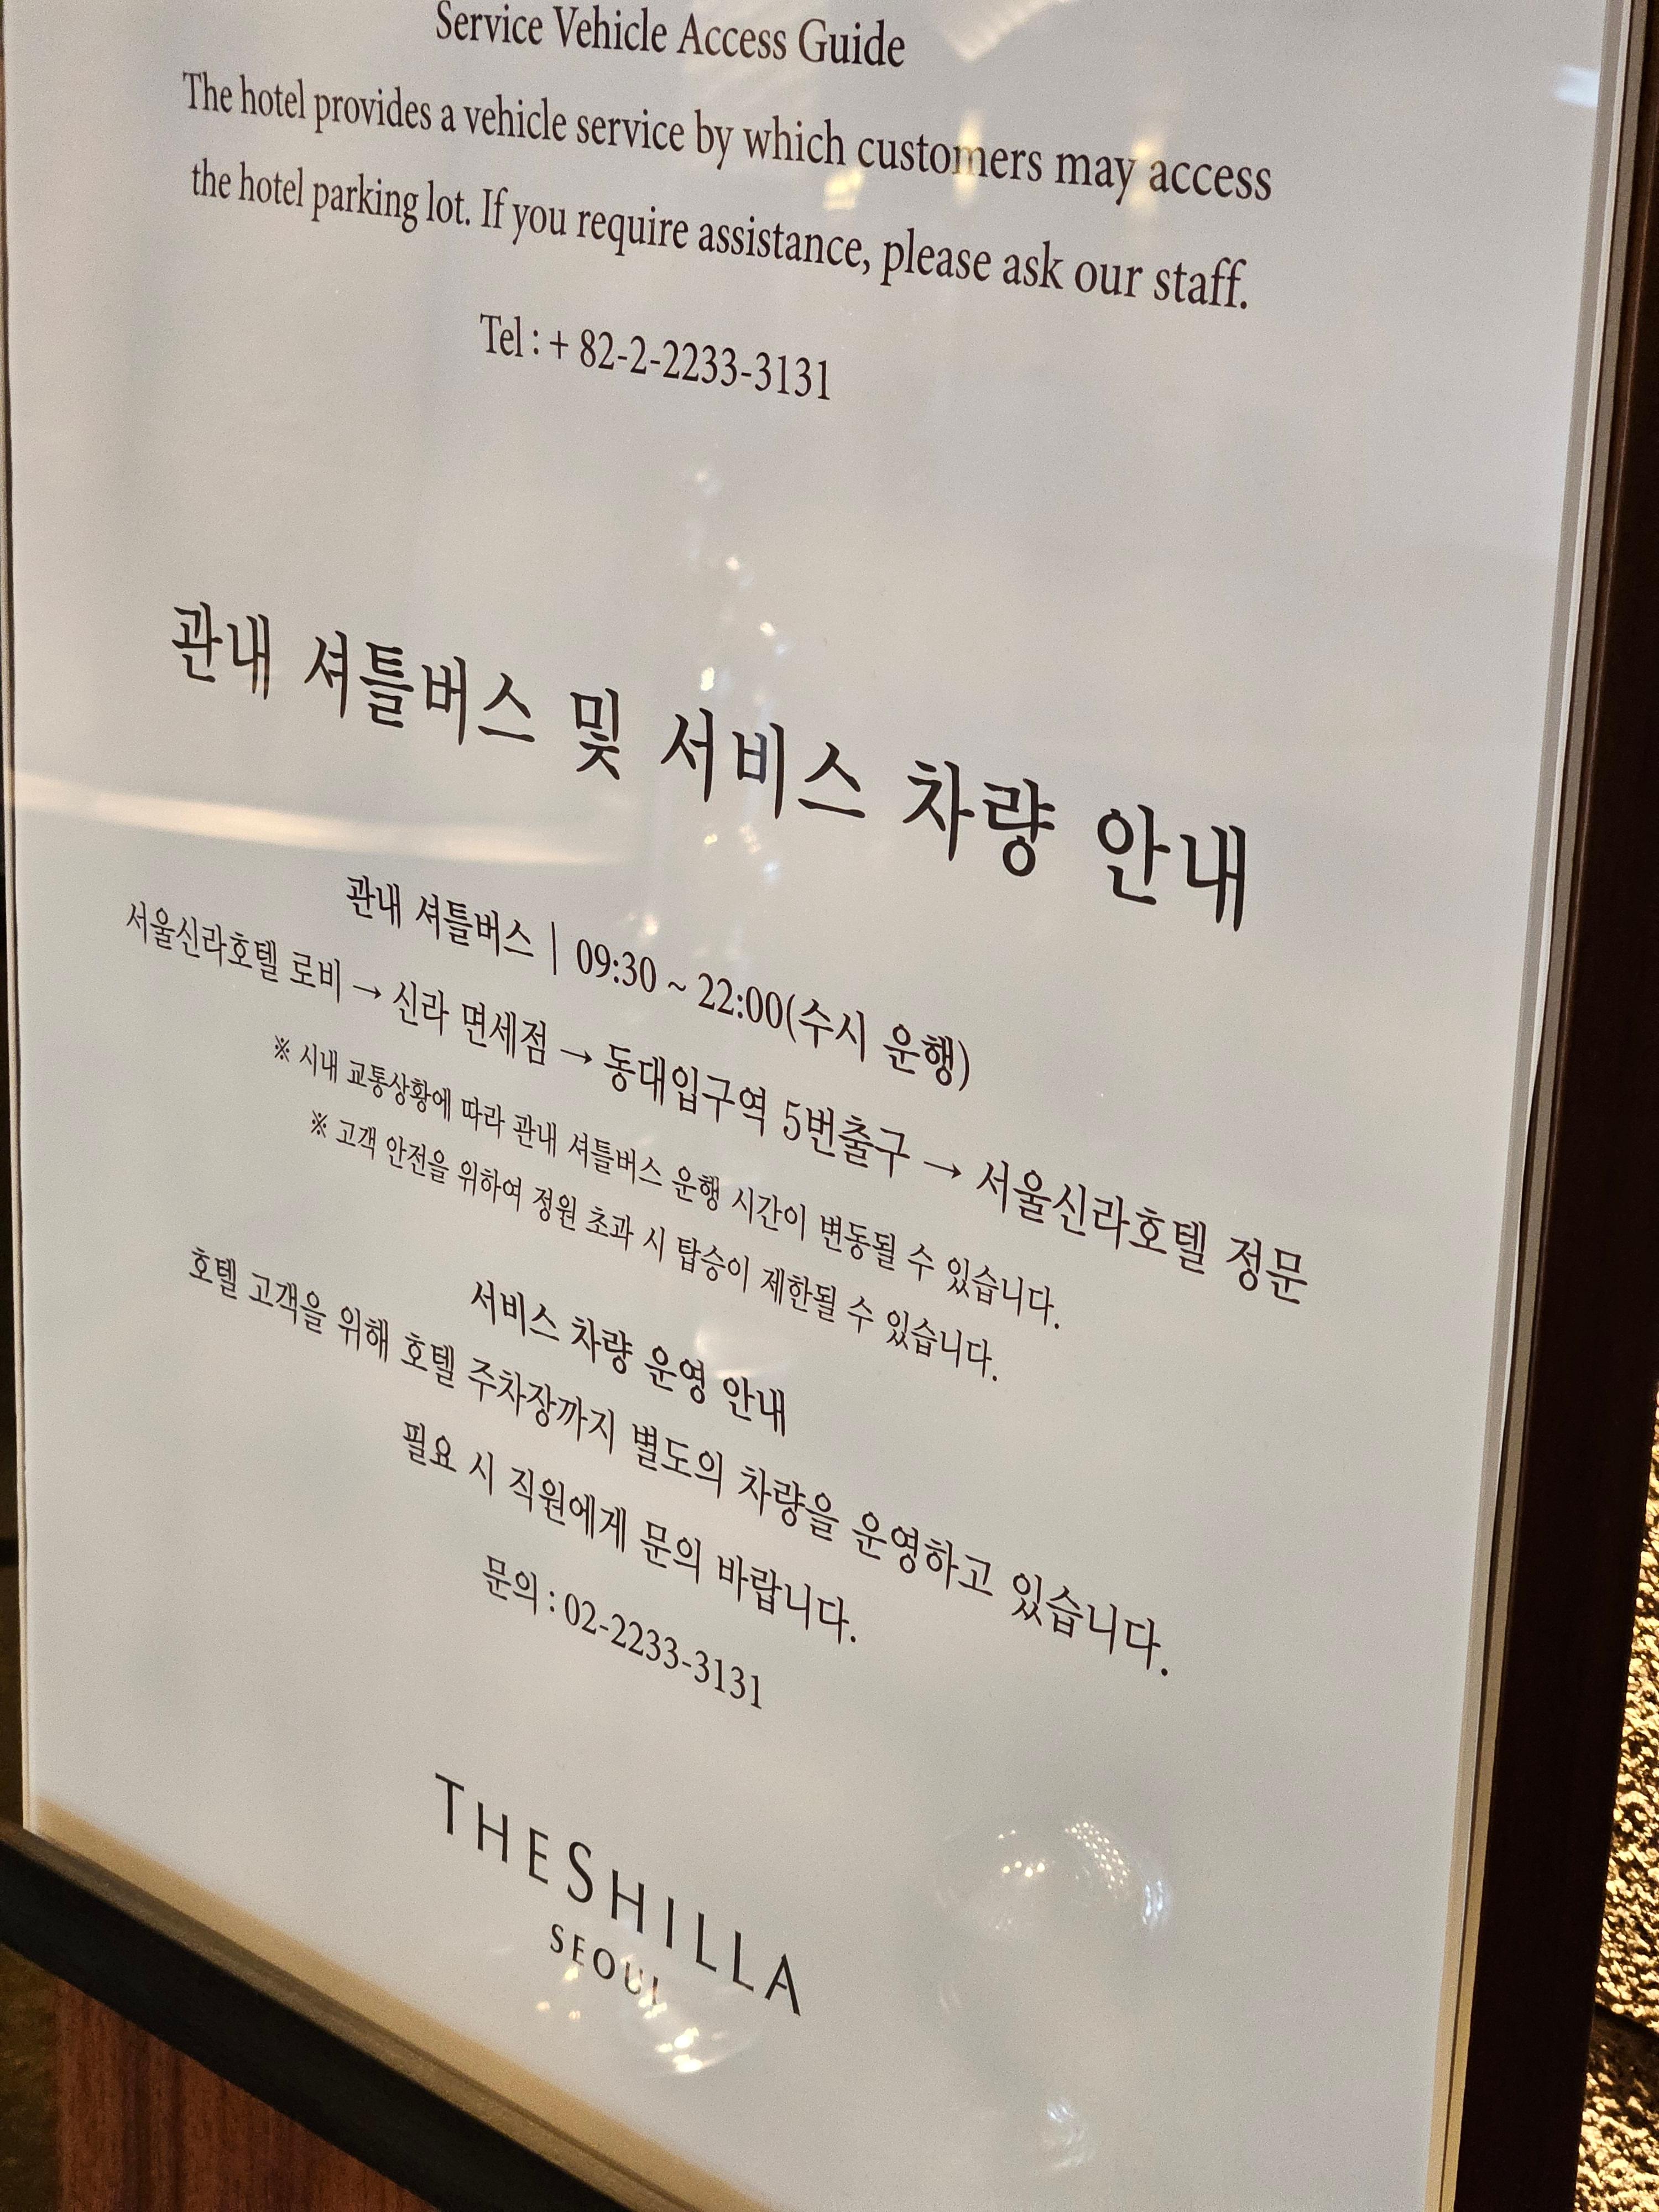 Service Vehicle Access Guide
The hotel provides a vehicle service by which customers may access
the hotel parking lot. If you require assistance, please ask our staff.
Tel : + 82-2-2233-3131
관내 셔틀버스 및 서비스 차량 안내
관내 셔틀버스 | 09:30 ~ 22:00(수시 운행)
서울신라호텔 로비 → 신라 면세점 → 동대입구역 5번출구 → 서울신라호텔 정문
※ 시내 교통상황에 따라 관내 셔틀버스 운행 시간이 변동될 수 있습니다.
※ 고객 안전을 위하여 정원 초과 시 탑승이 제한될 수 있습니다.
서비스 차량 운영 안내
호텔 고객을 위해 호텔 주차장까지 별도의 차량을 운영하고 있습니다.
필요 시 직원에게 문의 바랍니다.
문의 : 02-2233-3131
THE SHILLA
SEOUL